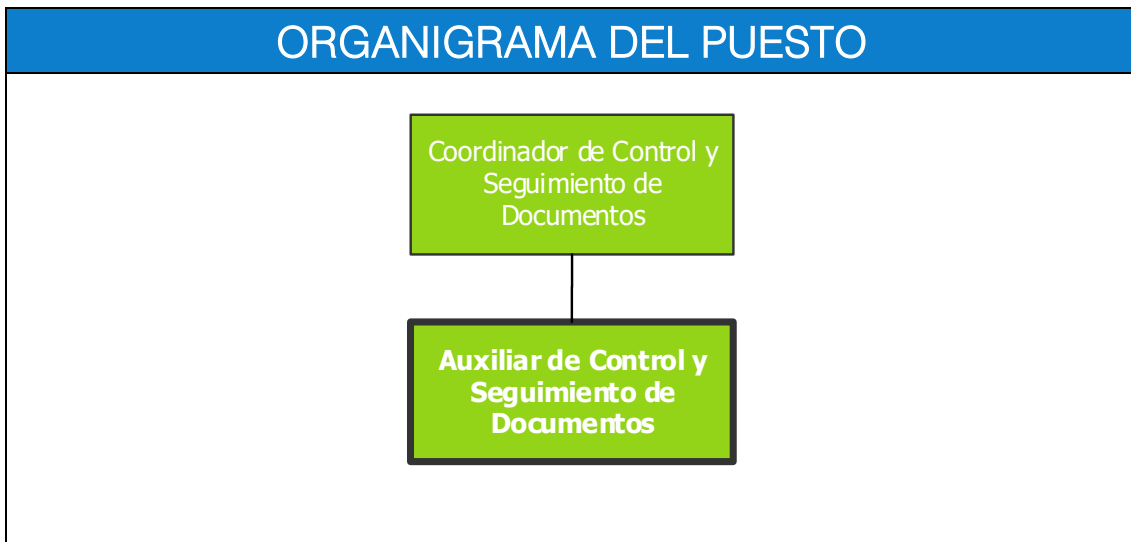 ORGANIGRAMA DEL PUESTO
Coordinador de Control y
Seguimiento de
Documentos
Auxiliar de Control y
Seguimiento de
Documentos